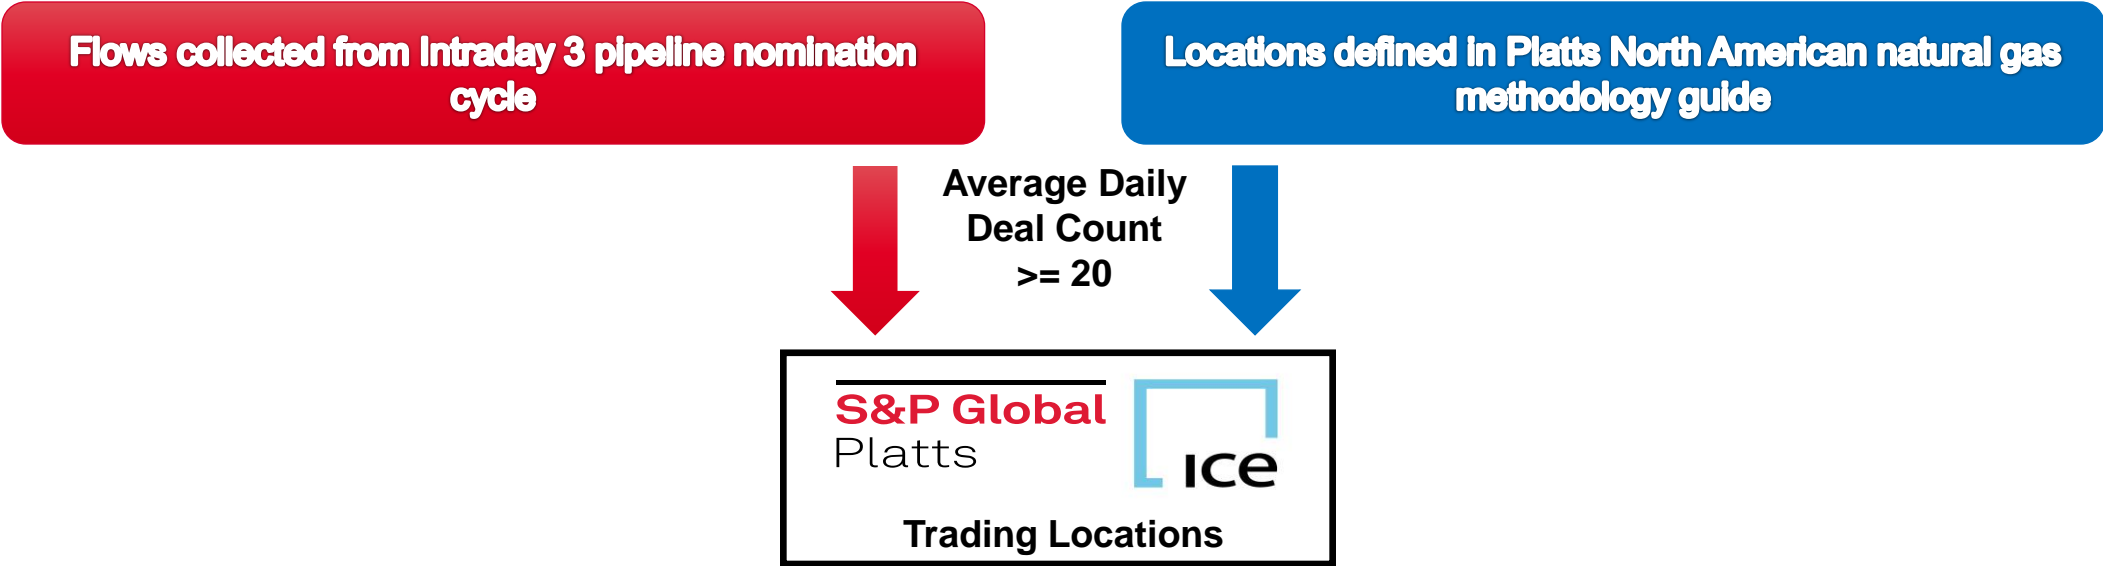 Flows collected from Intraday 3 pipeline nomination
cycle
Locations defined in Platts North American natural gas
methodology guide
Average Daily
Deal Count
>= 20
S&P Global
Platts
ice
Trading Locations